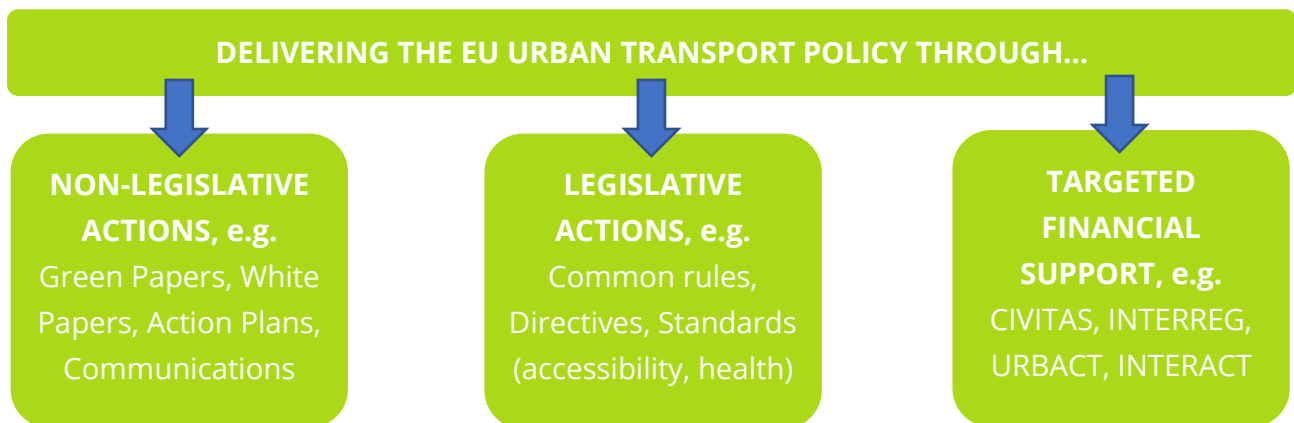 DELIVERING THE EU URBAN TRANSPORT POLICY THROUGH...
NON-LEGISLATIVE
ACTIONS, e.g.
Green Papers, White
Papers, Action Plans,
Communications
LEGISLATIVE
ACTIONS, e.g.
Common rules,
Directives, Standards
(accessibility, health)
TARGETED
FINANCIAL
SUPPORT, e.g.
CIVITAS, INTERREG,
URBACT, INTERACT